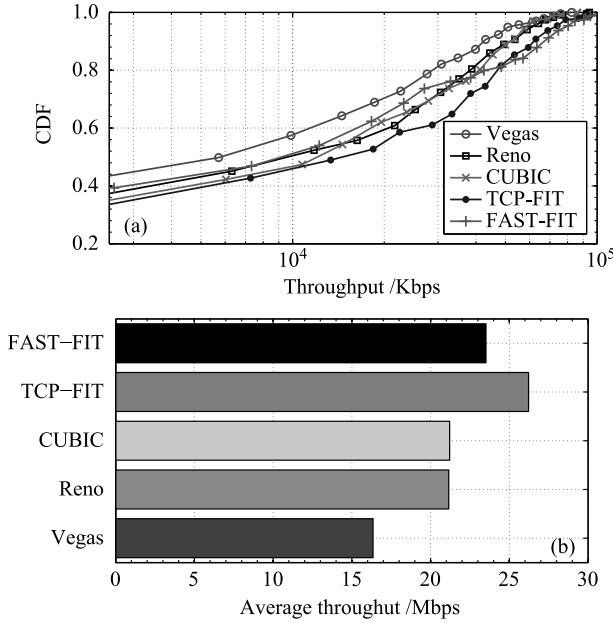 1.0
0.8
0.6
0.4
0.2
CDF
(a)
Vegas
Reno
CUBIC
TCP-FIT
FAST-FIT
10⁴
10⁵
Throughput /Kbps
FAST−FIT
TCP−FIT
CUBIC
Reno
Vegas
(b)
0 5 10 15 20 25 30
Average throughut /Mbps